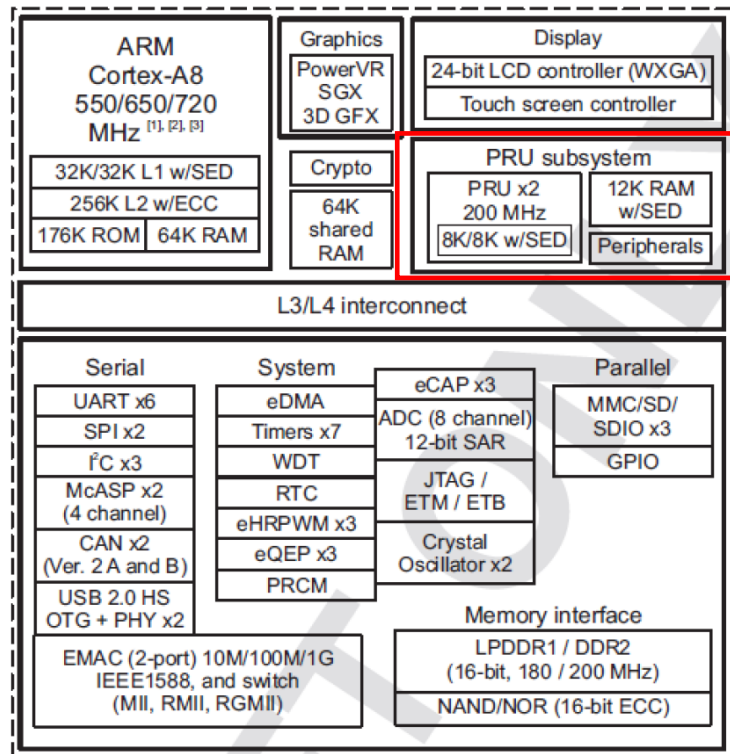 ARM
Cortex-A8
550/650/720
MHz [1], [2], [3]
32K/32K L1 w/SED
256K L2 w/ECC
176K ROM
64K RAM
Graphics
PowerVR
SGX
3D GFX
Crypto
64K
shared
RAM
Display
24-bit LCD controller (WXGA)
Touch screen controller
PRU subsystem
PRU x2
200 MHz
8K/8K w/SED
12K RAM
w/SED
Peripherals
L3/L4 interconnect
Serial
UART x6
SPI x2
I²C x3
McASP x2
(4 channel)
CAN x2
(Ver. 2 A and B)
USB 2.0 HS
OTG + PHY x2
EMAC (2-port) 10M/100M/1G
IEEE1588, and switch
(MII, RMII, RGMII)
System
eDMA
Timers x7
WDT
RTC
eHRPWM x3
eQEP x3
PRCM
eCAP x3
ADC (8 channel)
12-bit SAR
JTAG /
ETM / ETB
Crystal
Oscillator x2
Parallel
MMC/SD/
SDIO x3
GPIO
Memory interface
LPDDR1 / DDR2
(16-bit, 180 / 200 MHz)
NAND/NOR (16-bit ECC)